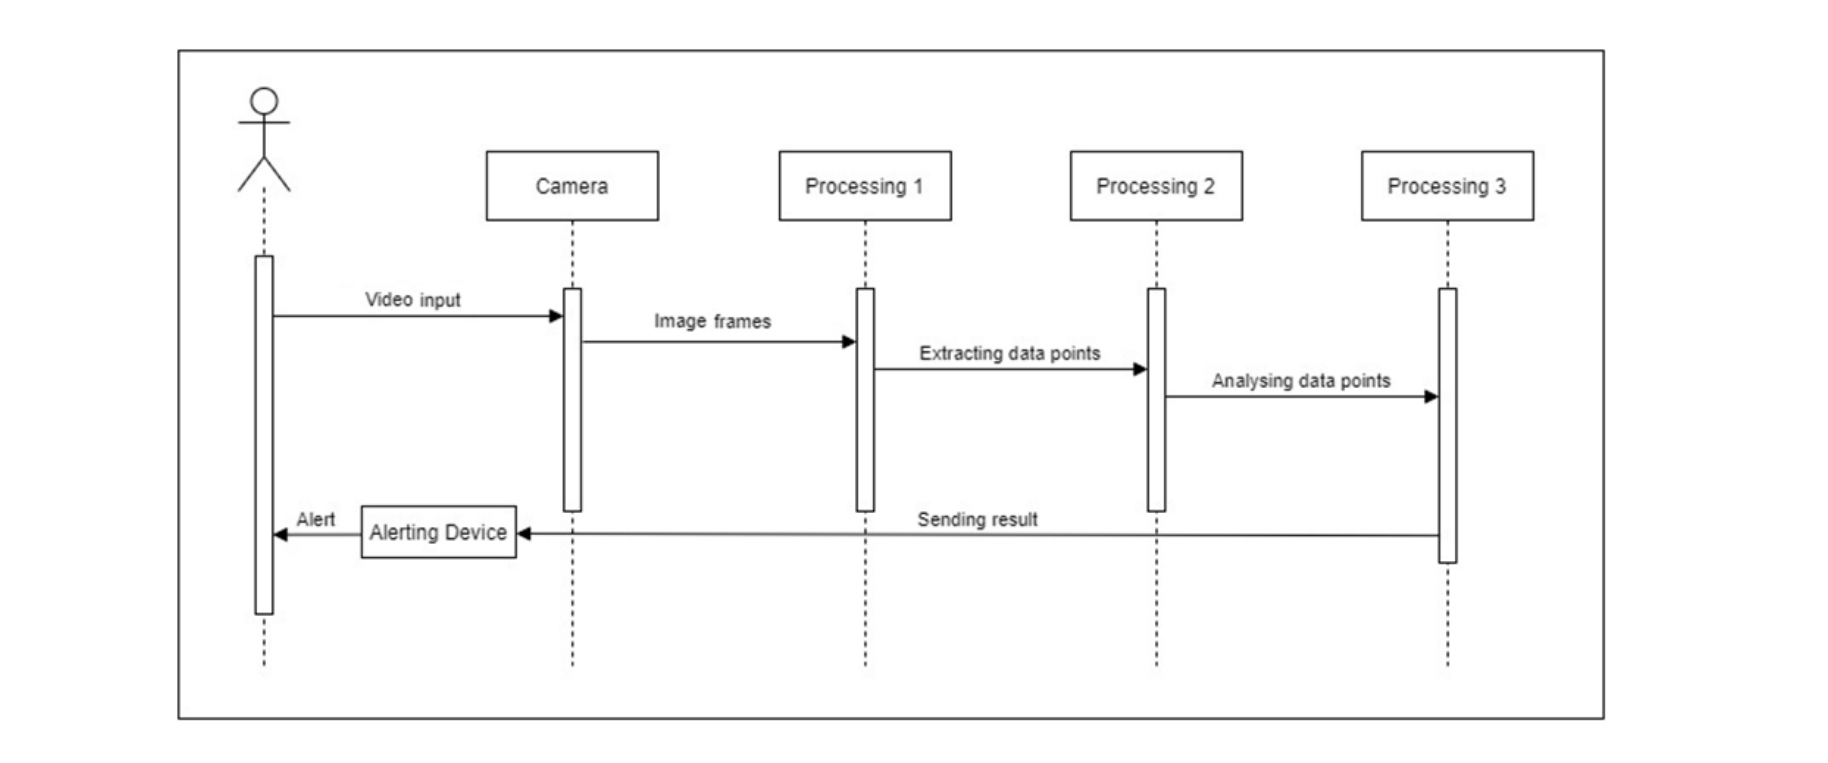 Camera
Processing 1
Processing 2
Processing 3
Video input
Image frames
Extracting data points
Analysing data points
Alert
Alerting Device
Sending result